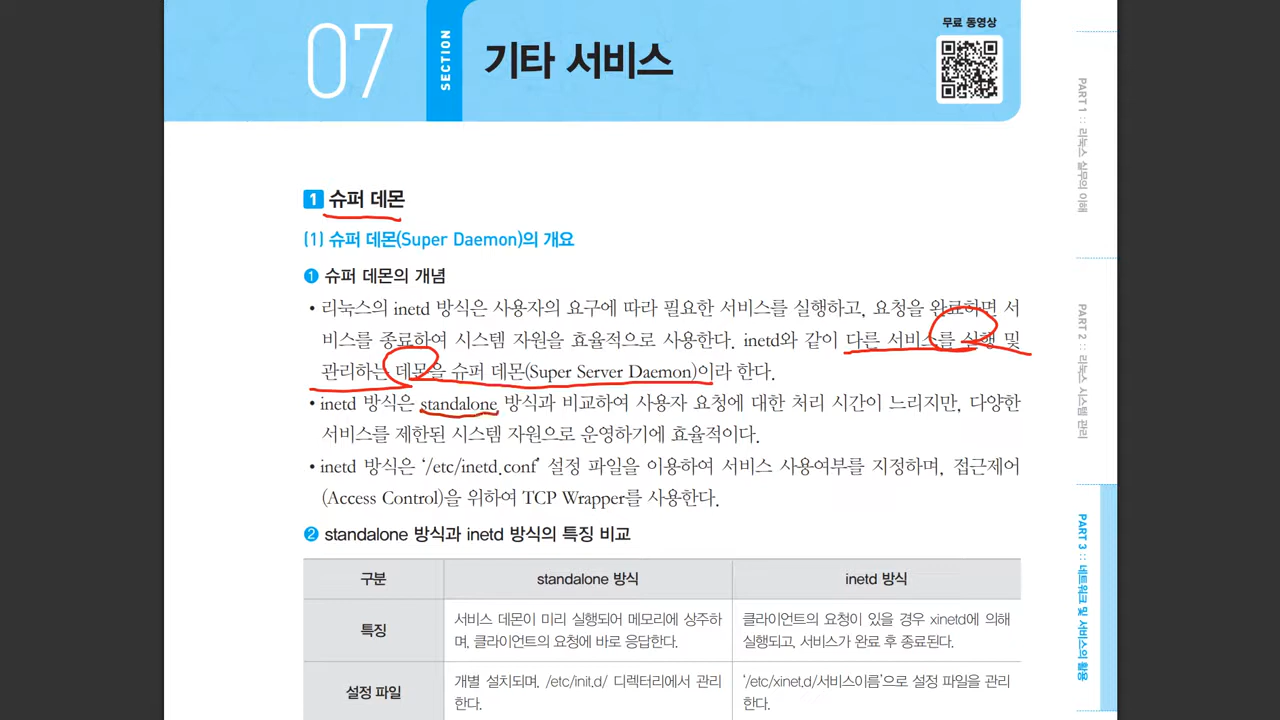 07
SECTION
기타 서비스
무료 동영상
1 슈퍼 데몬
(1) 슈퍼 데몬(Super Daemon)의 개요
❶ 슈퍼 데몬의 개념
• 리눅스의 inetd 방식은 사용자의 요구에 따라 필요한 서비스를 실행하고, 요청을 완료하면 서
비스를 종료하여 시스템 자원을 효율적으로 사용한다. inetd와 같이 다른 서비스를 실행 및
관리하는 데몬을 슈퍼 데몬(Super Server Daemon)이라 한다.
• inetd 방식은 standalone 방식과 비교하여 사용자 요청에 대한 처리 시간이 느리지만, 다양한
서비스를 제한된 시스템 자원으로 운영하기에 효율적이다.
• inetd 방식은 ‘/etc/inetd.conf’ 설정 파일을 이용하여 서비스 사용여부를 지정하며, 접근제어
(Access Control)을 위하여 TCP Wrapper를 사용한다.
❷ standalone 방식과 inetd 방식의 특징 비교
구분 standalone 방식 inetd 방식
특징
서비스 데몬이 미리 실행되어 메모리에 상주하
며, 클라이언트의 요청에 바로 응답한다.
클라이언트의 요청이 있을 경우 xinetd에 의해
실행되고, 서비스가 완료 후 종료된다.
설정 파일
개별 설치되며, /etc/init.d/ 디렉터리에서 관리
한다.
‘/etc/xinet.d/서비스이름’으로 설정 파일을 관리
한다.
PART 1 :: 리눅스 실무의 이해
PART 2 :: 리눅스 시스템 관리
PART 3 :: 네트워크 및 서비스의 활용